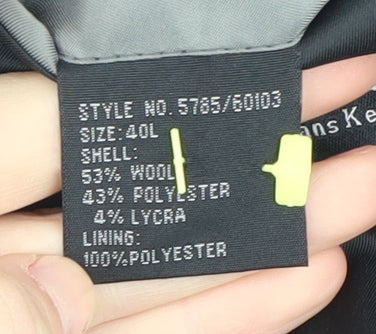 STYLE NO. 5785/60103
SIZE:40L
SHELL:
53% WOOL
43% POLYESTER
4% LYCRA
LINING:
100%POLYESTER